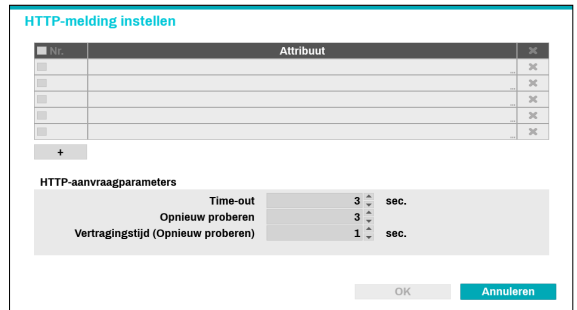 HTTP-melding instellen
Nr. Attribuut
...
...
...
...
...
+
HTTP-aanvraagparameters
Time-out 3 sec.
Opnieuw proberen 3
Vertragingstijd (Opnieuw proberen) 1 sec.
OK Annuleren